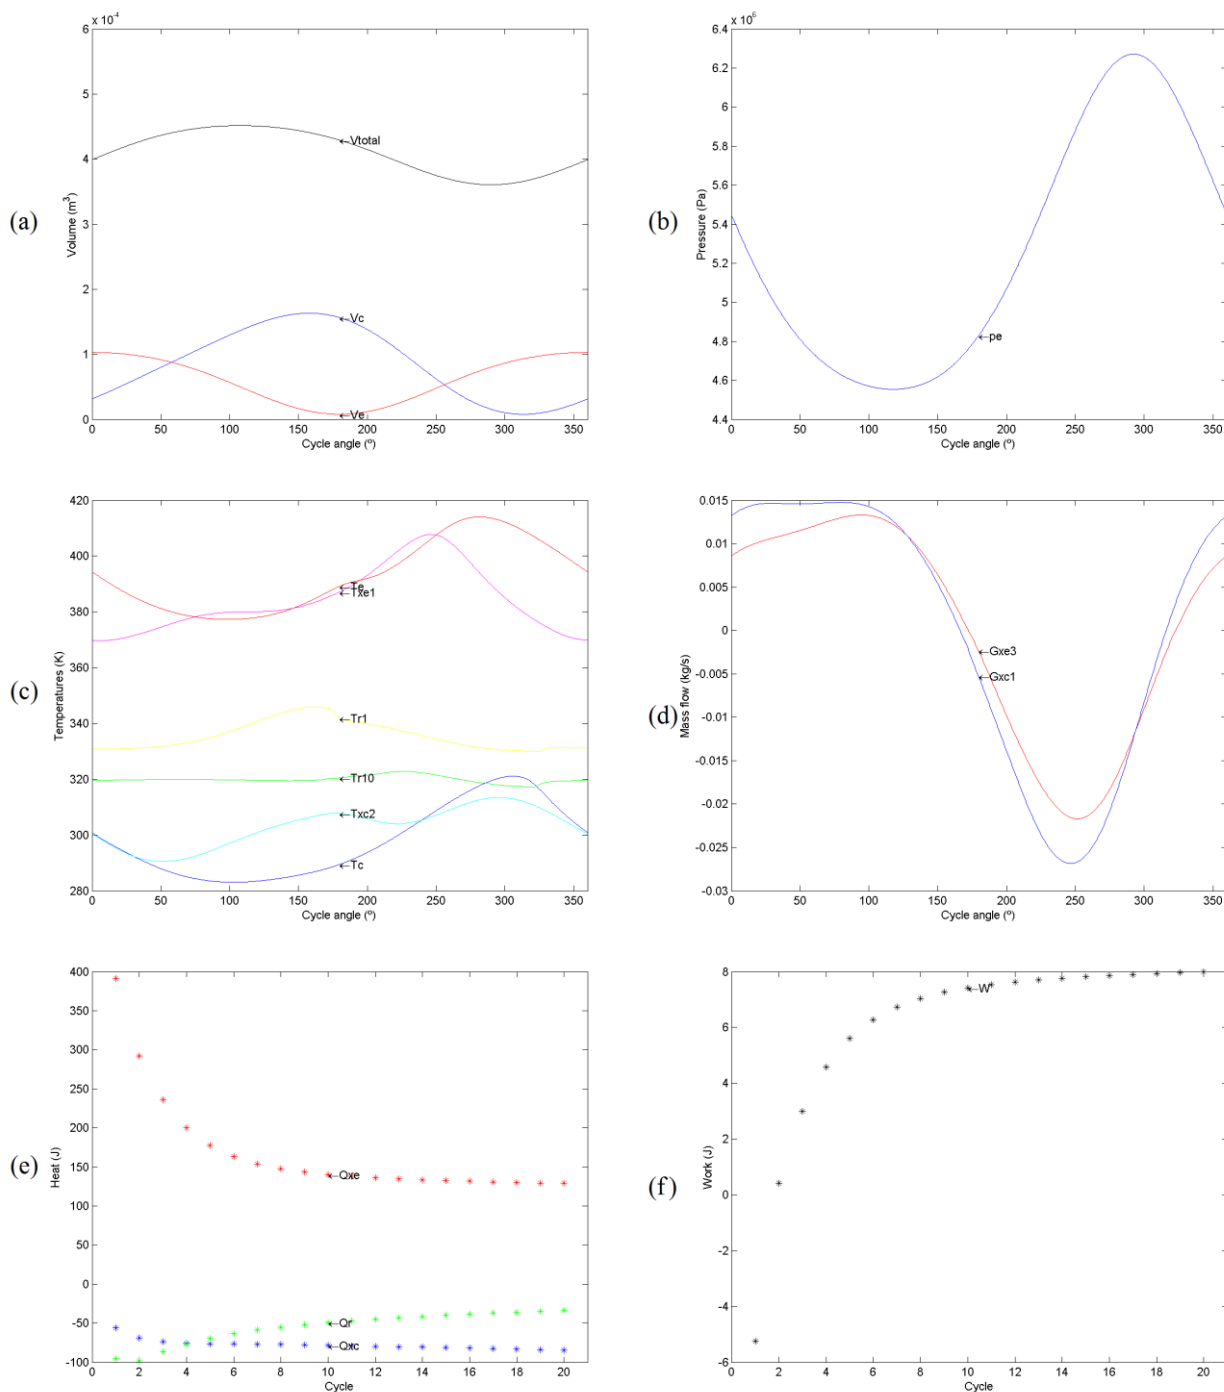 x 10⁻⁴
6
5
4
3
2
1
0
Volume (m³)
(a)
←Vtotal
←Vc
←Ve
0 50 100 150 200 250 300 350
Cycle angle (º)
x 10⁶
6.4
6.2
6
5.8
5.6
5.4
5.2
5
4.8
4.6
4.4
Pressure (Pa)
(b)
←pe
0 50 100 150 200 250 300 350
Cycle angle (º)
420
400
380
360
340
320
300
280
Temperatures (K)
(c)
←Te
←Txe1
←Tr1
←Tr10
←Txc2
←Tc
0 50 100 150 200 250 300 350
Cycle angle (º)
0.015
0.01
0.005
0
-0.005
-0.01
-0.015
-0.02
-0.025
-0.03
Mass flow (kg/s)
(d)
←Gxe3
←Gxc1
0 50 100 150 200 250 300 350
Cycle angle (º)
400
350
300
250
200
150
100
50
0
-50
-100
Heat (J)
(e)
←Qxe
←Qr
←Qxc
0 2 4 6 8 10 12 14 16 18 20
Cycle
8
6
4
2
0
-2
-4
-6
Work (J)
(f)
←W
0 2 4 6 8 10 12 14 16 18 20
Cycle